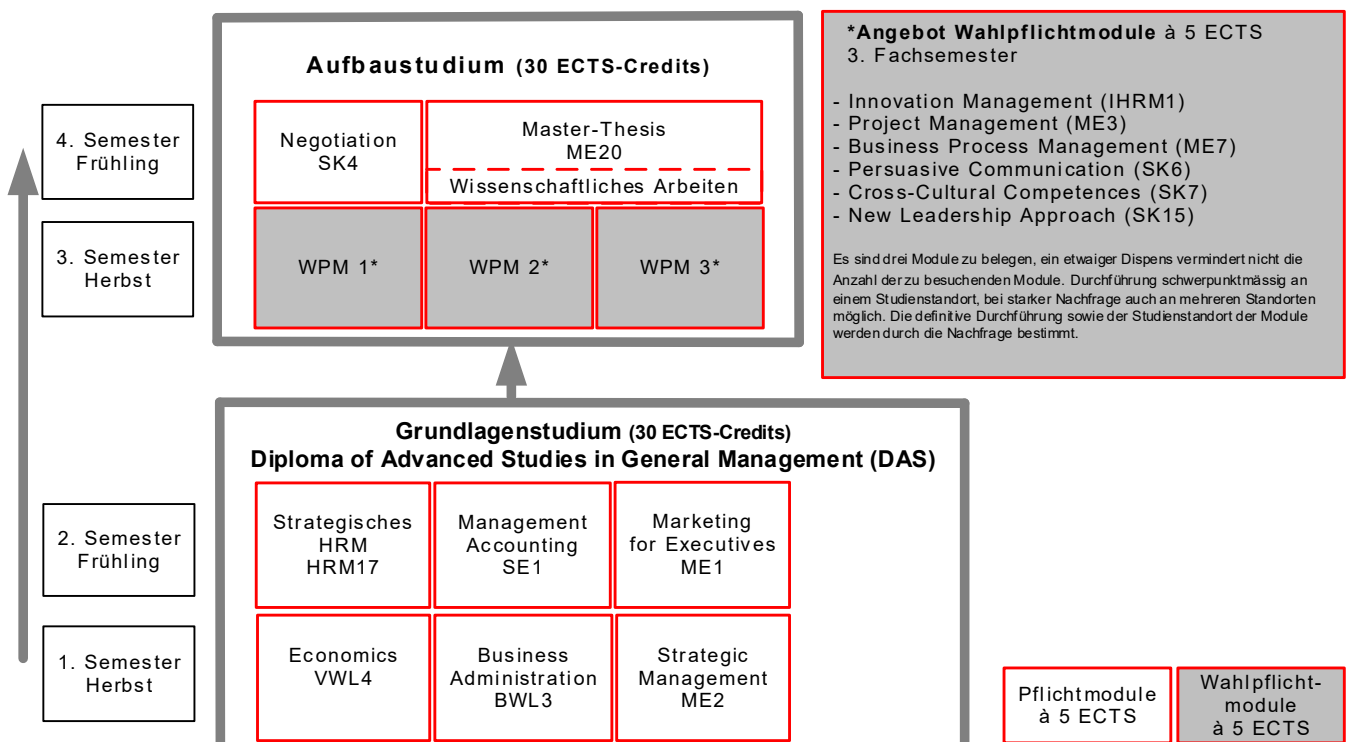 Aufbaustudium (30 ECTS-Credits)
4. Semester
Frühling
Negotiation
SK4
Master-Thesis
ME20
Wissenschaftliches Arbeiten
3. Semester
Herbst
WPM 1*
WPM 2*
WPM 3*
*Angebot Wahlpflichtmodule à 5 ECTS
3. Fachsemester
- Innovation Management (IHRM1)
- Project Management (ME3)
- Business Process Management (ME7)
- Persuasive Communication (SK6)
- Cross-Cultural Competences (SK7)
- New Leadership Approach (SK15)
Es sind drei Module zu belegen, ein etwaiger Dispens vermindert nicht die
Anzahl der zu besuchenden Module. Durchführung schwerpunktmässig an
einem Studienstandort, bei starker Nachfrage auch an mehreren Standorten
möglich. Die definitive Durchführung sowie der Studienstandort der Module
werden durch die Nachfrage bestimmt.
Grundlagenstudium (30 ECTS-Credits)
Diploma of Advanced Studies in General Management (DAS)
2. Semester
Frühling
Strategisches
HRM
HRM17
Management
Accounting
SE1
Marketing
for Executives
ME1
1. Semester
Herbst
Economics
VWL4
Business
Administration
BWL3
Strategic
Management
ME2
Pflichtmodule
à 5 ECTS
Wahlpflicht-
module
à 5 ECTS